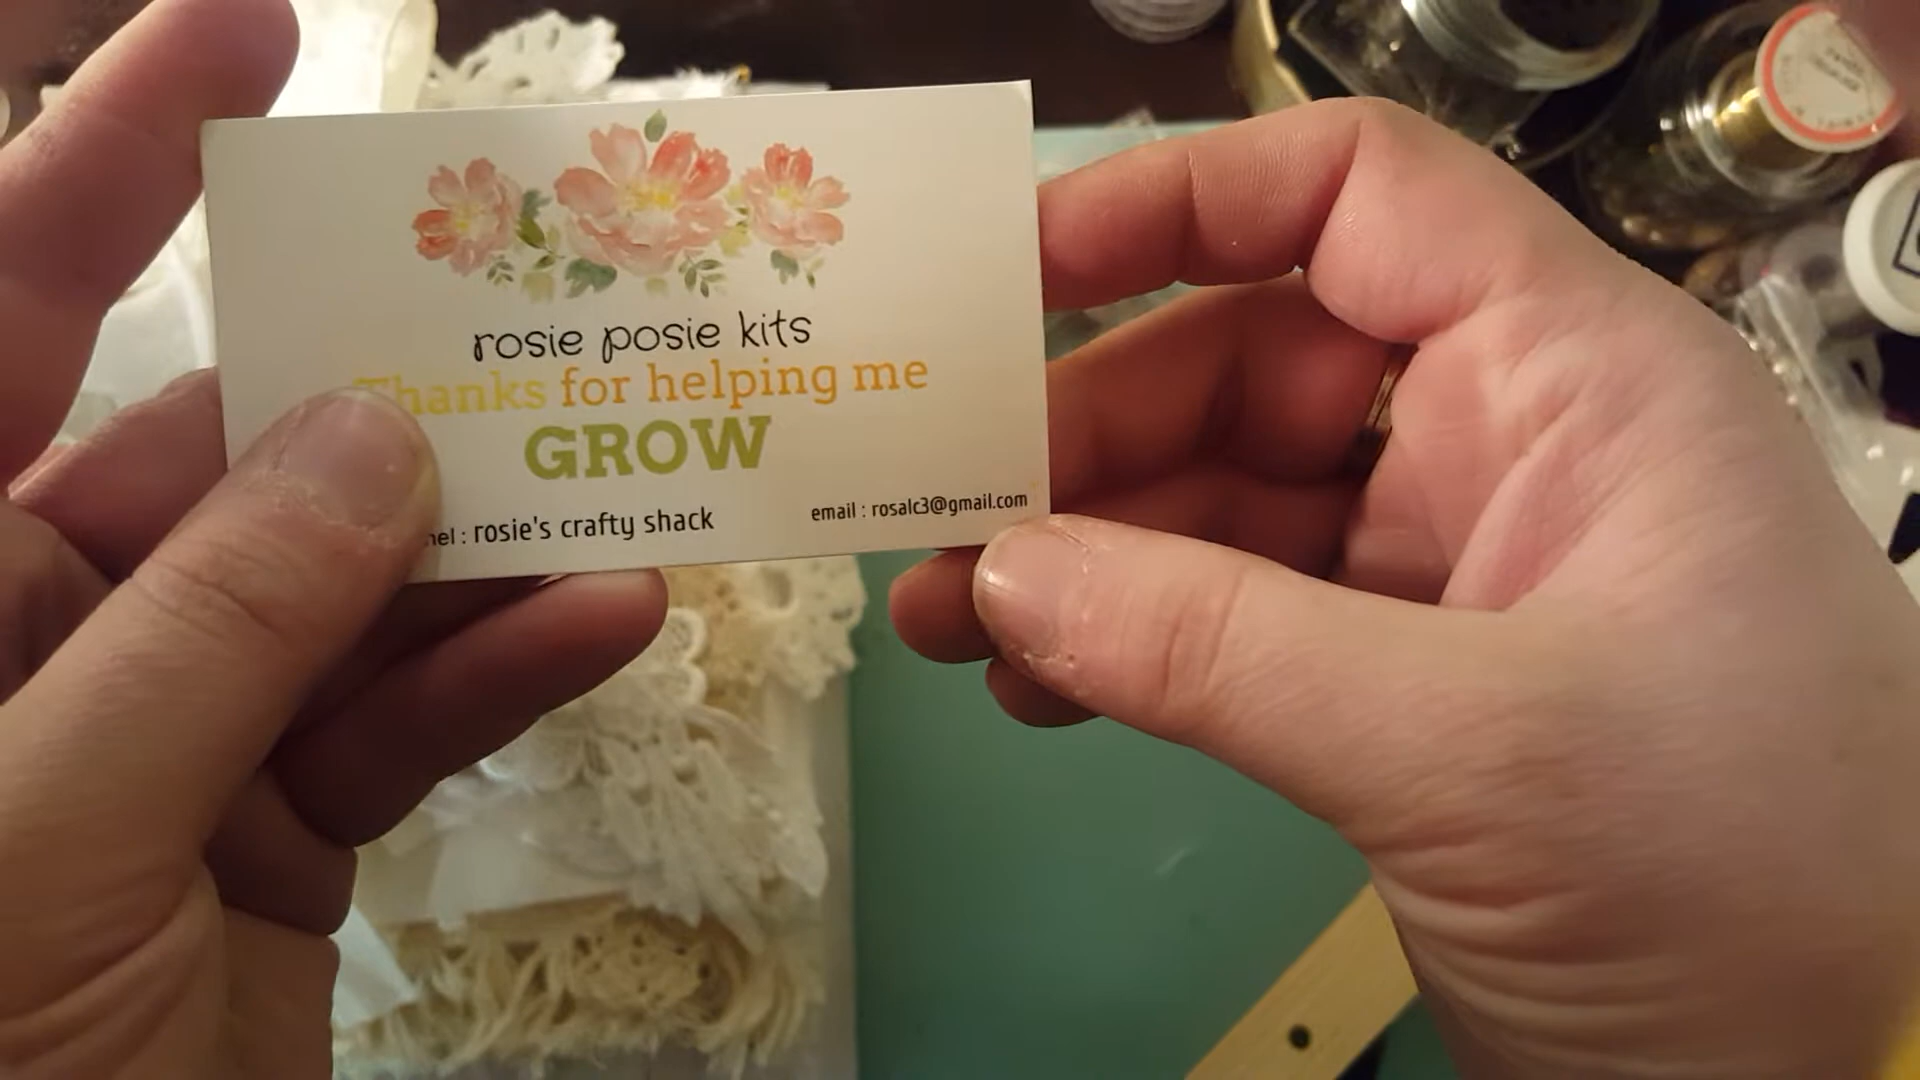 rosie posie kits
Thanks for helping me
GROW
nel : rosie's crafty shack
email : rosalc3@gmail.com